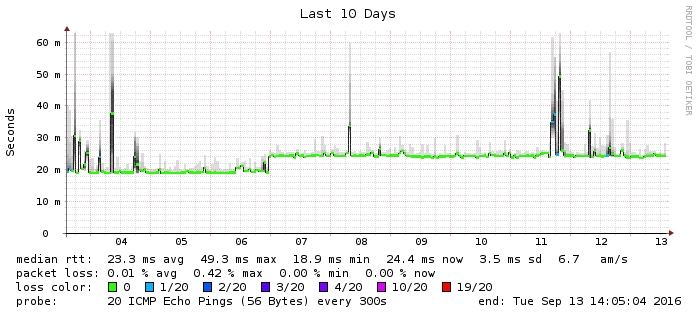 Last 10 Days
RRDTOOL / TOBI OETIKER
Seconds
60 m
50 m
40 m
30 m
20 m
10 m
0
04 05 06 07 08 09 10 11 12 13
median rtt: 23.3 ms avg 49.3 ms max 18.9 ms min 24.4 ms now 3.5 ms sd 6.7 am/s
packet loss: 0.01 % avg 0.42 % max 0.00 % min 0.00 % now
loss color: 0 1/20 2/20 3/20 4/20 10/20 19/20
probe: 20 ICMP Echo Pings (56 Bytes) every 300s end: Tue Sep 13 14:05:04 2016